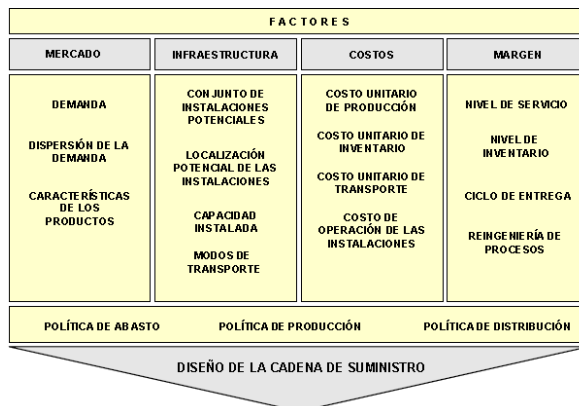 FACTORES
MERCADO
INFRAESTRUCTURA
COSTOS
MARGEN
DEMANDA
DISPERSIÓN DE LA
DEMANDA
CARACTERÍSTICAS
DE LOS
PRODUCTOS
CONJUNTO DE
INSTALACIONES
POTENCIALES
LOCALIZACIÓN
POTENCIAL DE LAS
INSTALACIONES
CAPACIDAD
INSTALADA
MODOS DE
TRANSPORTE
COSTO UNITARIO
DE PRODUCCIÓN
COSTO UNITARIO DE
INVENTARIO
COSTO UNITARIO DE
TRANSPORTE
COSTO DE
OPERACIÓN DE LAS
INSTALACIONES
NIVEL DE SERVICIO
NIVEL DE
INVENTARIO
CICLO DE ENTREGA
REINGENIERÍA DE
PROCESOS
POLÍTICA DE ABASTO
POLÍTICA DE PRODUCCIÓN
POLÍTICA DE DISTRIBUCIÓN
DISEÑO DE LA CADENA DE SUMINISTRO